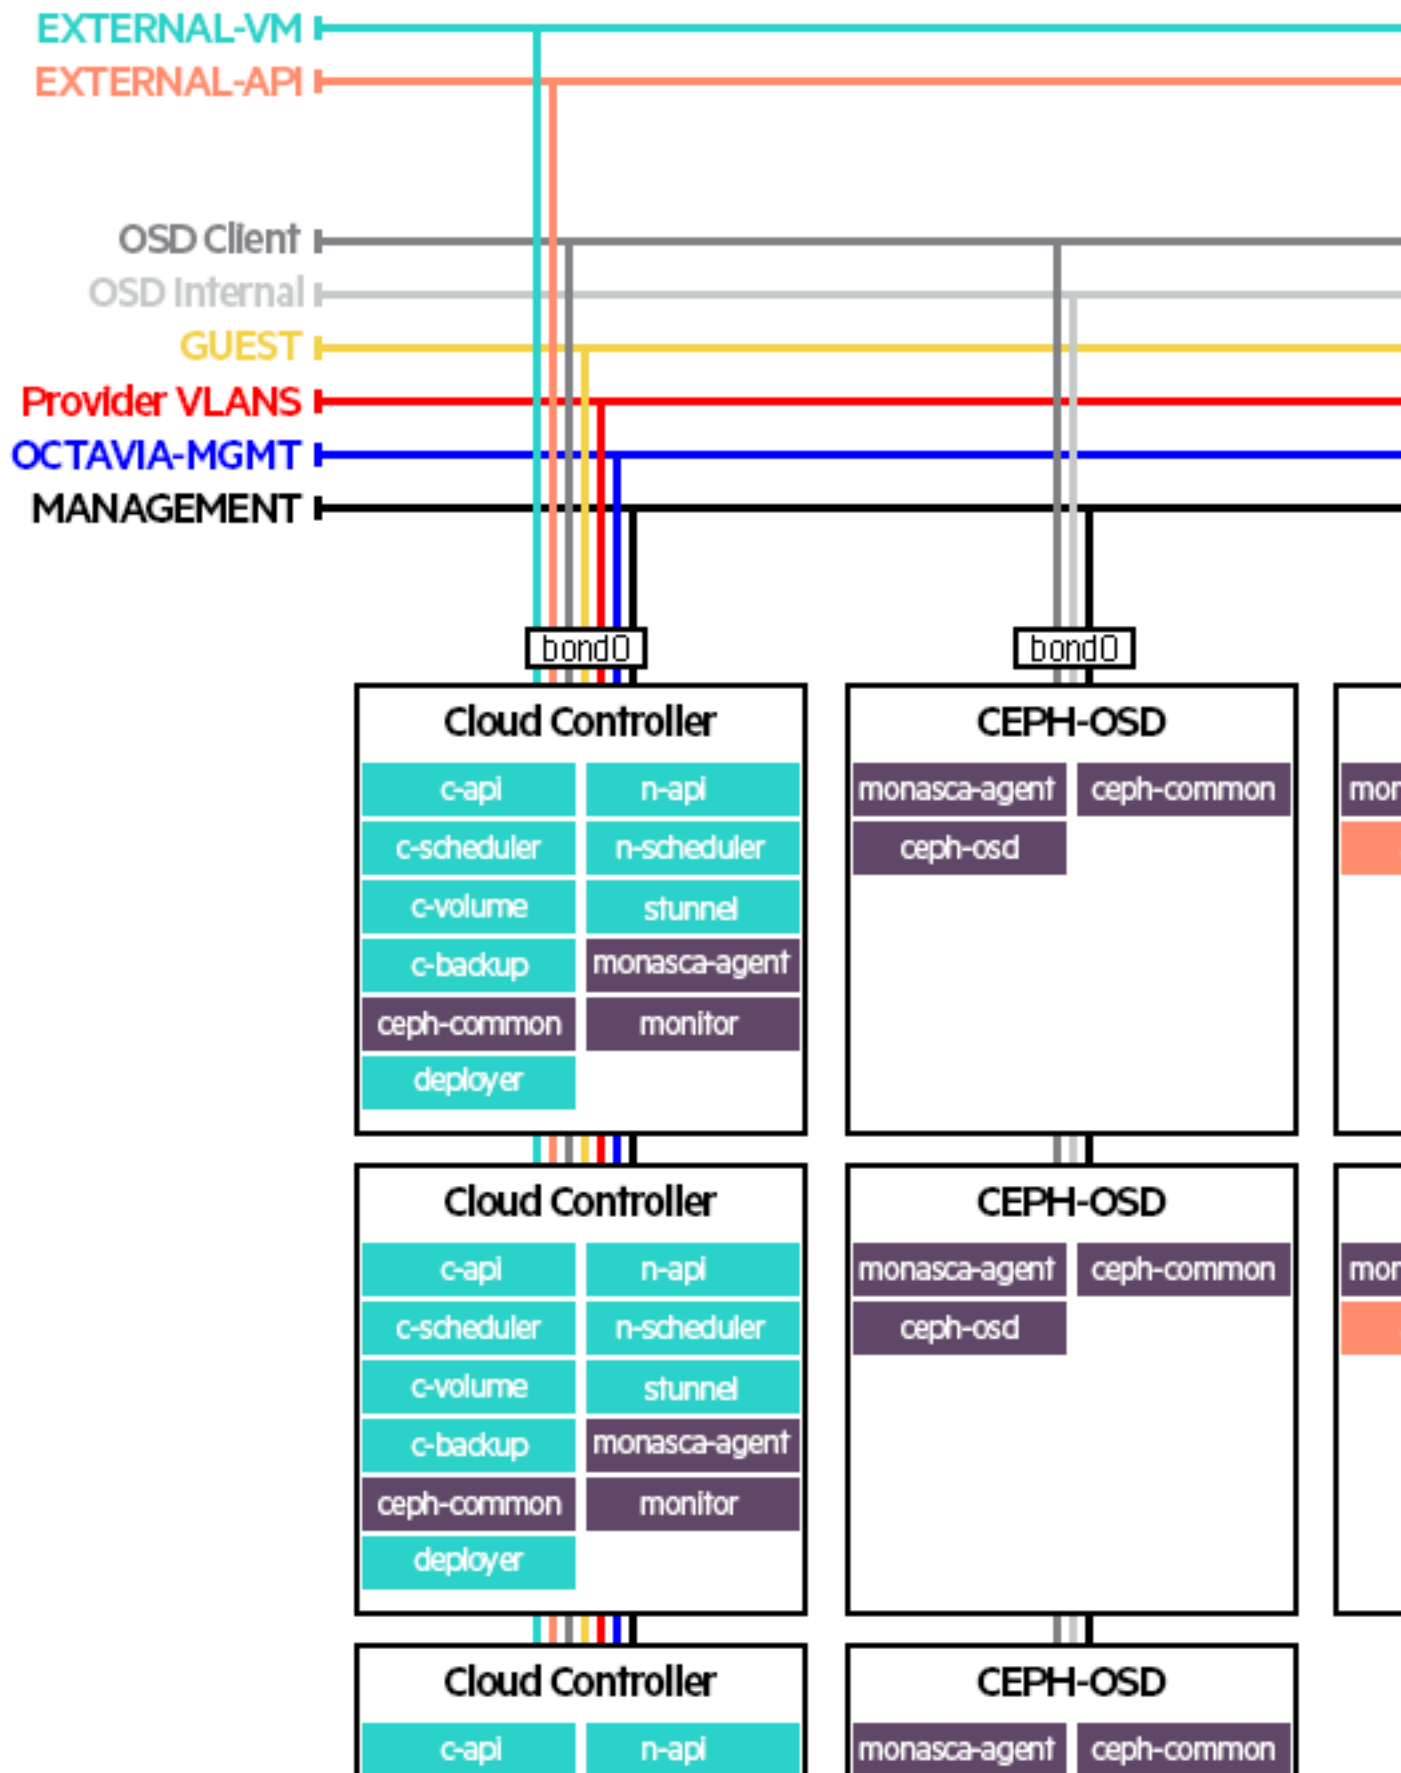 EXTERNAL-VM
EXTERNAL-API
OSD Client
OSD Internal
GUEST
Provider VLANS
OCTAVIA-MGMT
MANAGEMENT
bond0 bond0
Cloud Controller CEPH-OSD
c-api n-api monasca-agent ceph-common mon
c-scheduler n-scheduler ceph-osd
c-volume stunnel
c-backup monasca-agent
ceph-common monitor
deployer
Cloud Controller CEPH-OSD
c-api n-api monasca-agent ceph-common mon
c-scheduler n-scheduler ceph-osd
c-volume stunnel
c-backup monasca-agent
ceph-common monitor
deployer
Cloud Controller CEPH-OSD
c-api n-api monasca-agent ceph-common